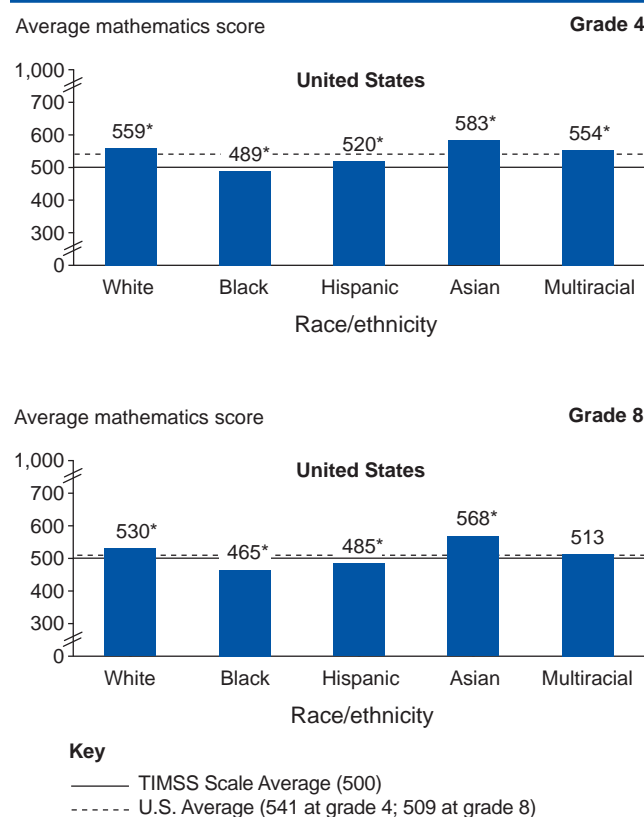 Average mathematics score Grade 4
1,000
United States
700
600
500
400
300
0
559* 489* 520* 583* 554*
White Black Hispanic Asian Multiracial
Race/ethnicity
Average mathematics score Grade 8
1,000
United States
700
600
500
400
300
0
530* 465* 485* 568* 513
White Black Hispanic Asian Multiracial
Race/ethnicity
Key
TIMSS Scale Average (500)
U.S. Average (541 at grade 4; 509 at grade 8)